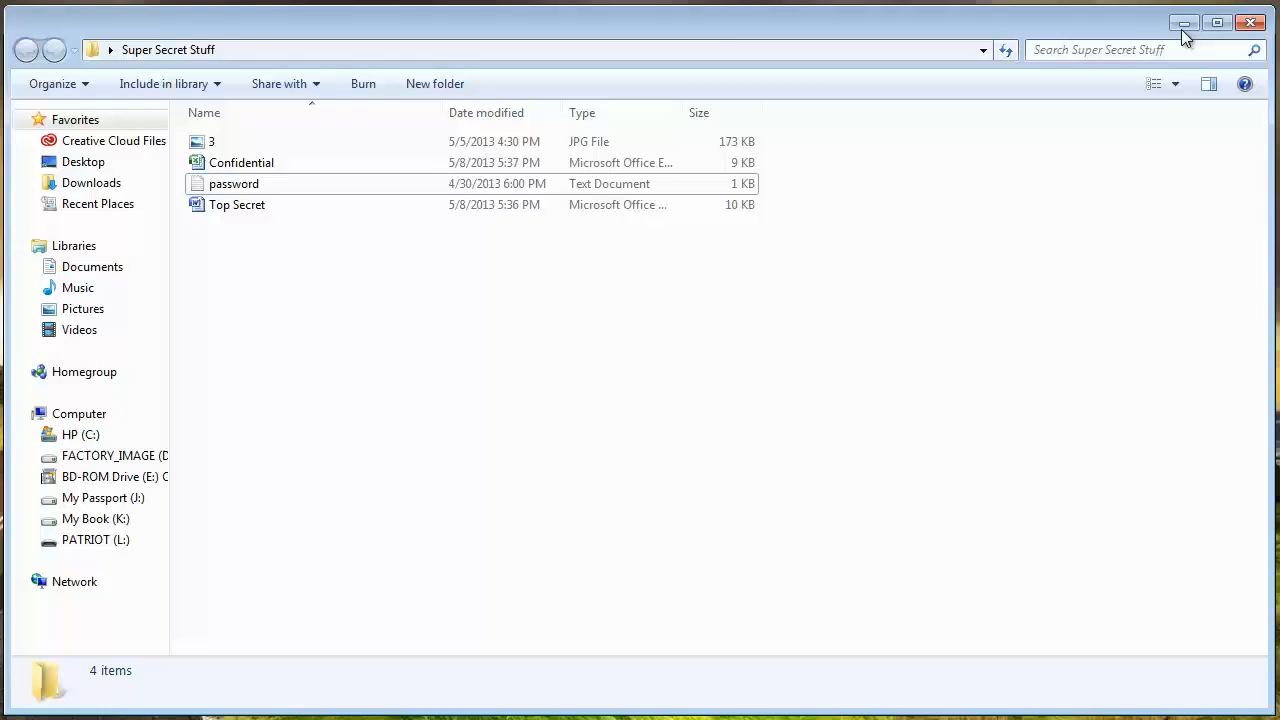 Super Secret Stuff
Search Super Secret Stuff
Organize
Include in library
Share with
Burn
New folder
Name
Date modified
Type
Size
3 5/5/2013 4:30 PM JPG File 173 KB
Confidential 5/8/2013 5:37 PM Microsoft Office E... 9 KB
password 4/30/2013 6:00 PM Text Document 1 KB
Top Secret 5/8/2013 5:36 PM Microsoft Office ... 10 KB
Favorites
Creative Cloud Files
Desktop
Downloads
Recent Places
Libraries
Documents
Music
Pictures
Videos
Homegroup
Computer
HP (C:)
FACTORY_IMAGE (D
BD-ROM Drive (E:) C
My Passport (J:)
My Book (K:)
PATRIOT (L:)
Network
4 items